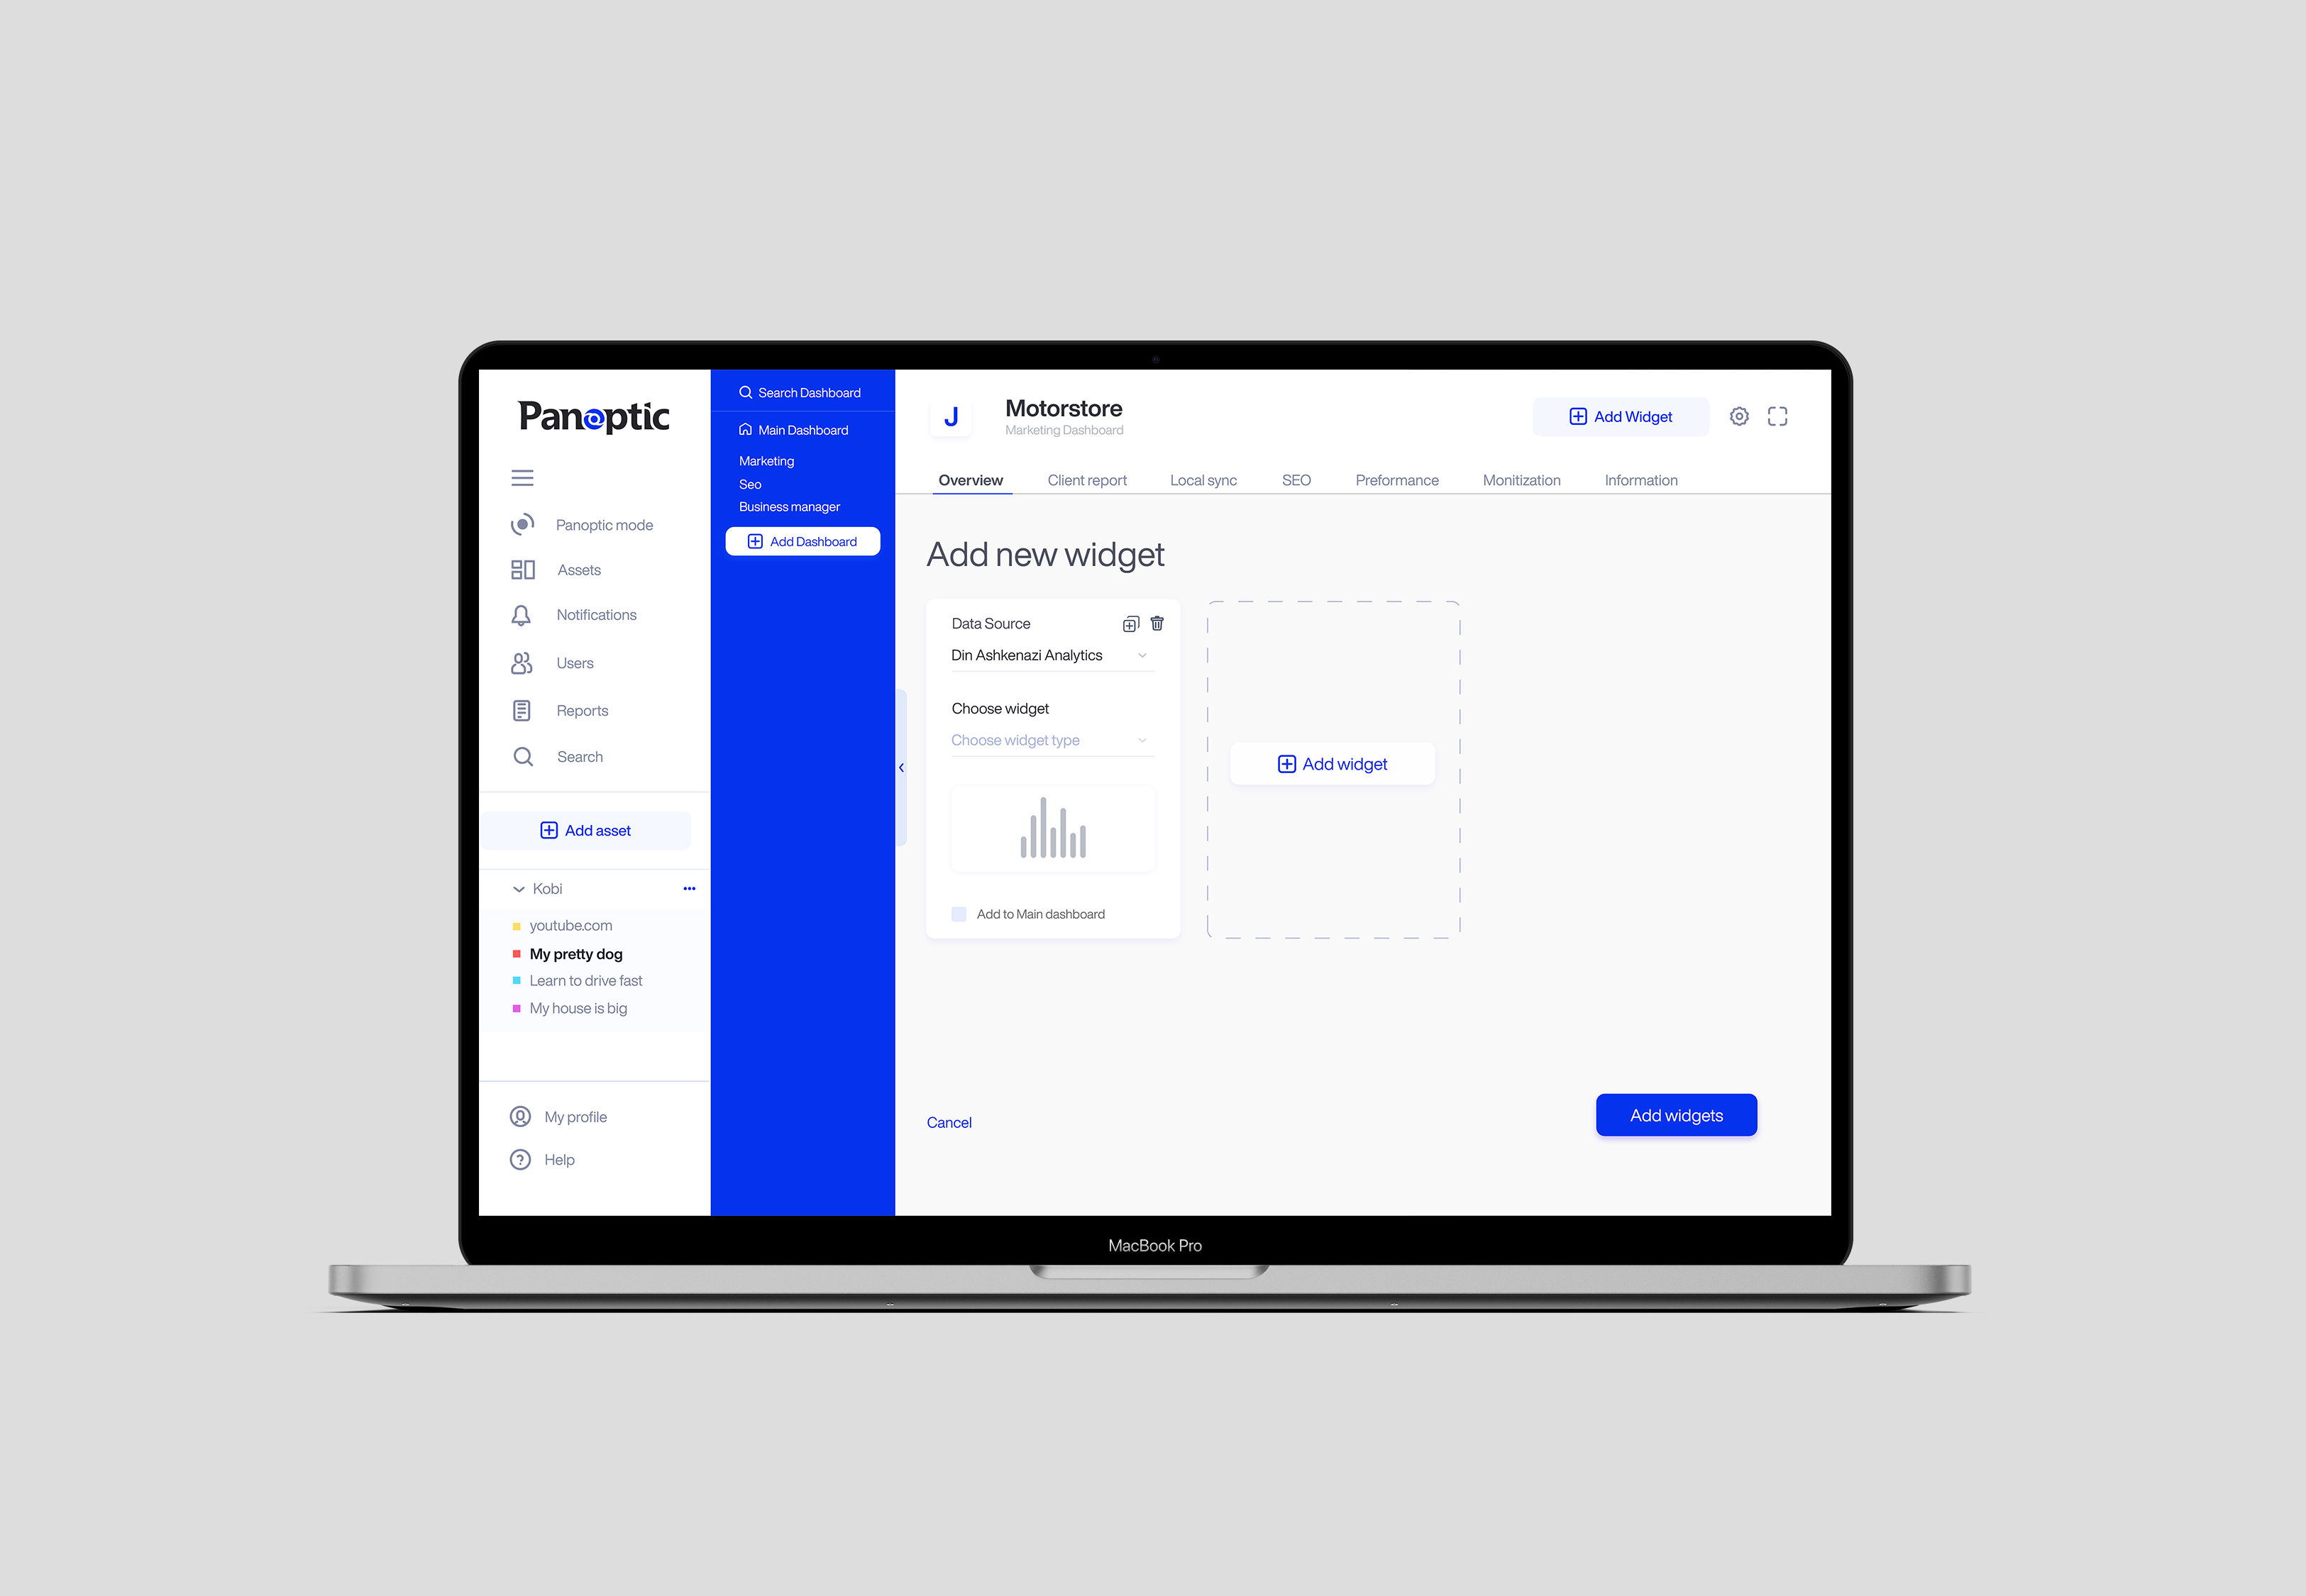 Panoptic
Panoptic mode
Assets
Notifications
Users
Reports
Search
Add asset
Kobi
youtube.com
My pretty dog
Learn to drive fast
My house is big
My profile
Help
Search Dashboard
Main Dashboard
Marketing
Seo
Business manager
Add Dashboard
J
Motorstore
Marketing Dashboard
Add Widget
Overview Client report Local sync SEO Preformance Monitization Information
Add new widget
Data Source
Din Ashkenazi Analytics
Choose widget
Choose widget type
Add to Main dashboard
Add widget
Cancel
Add widgets
MacBook Pro